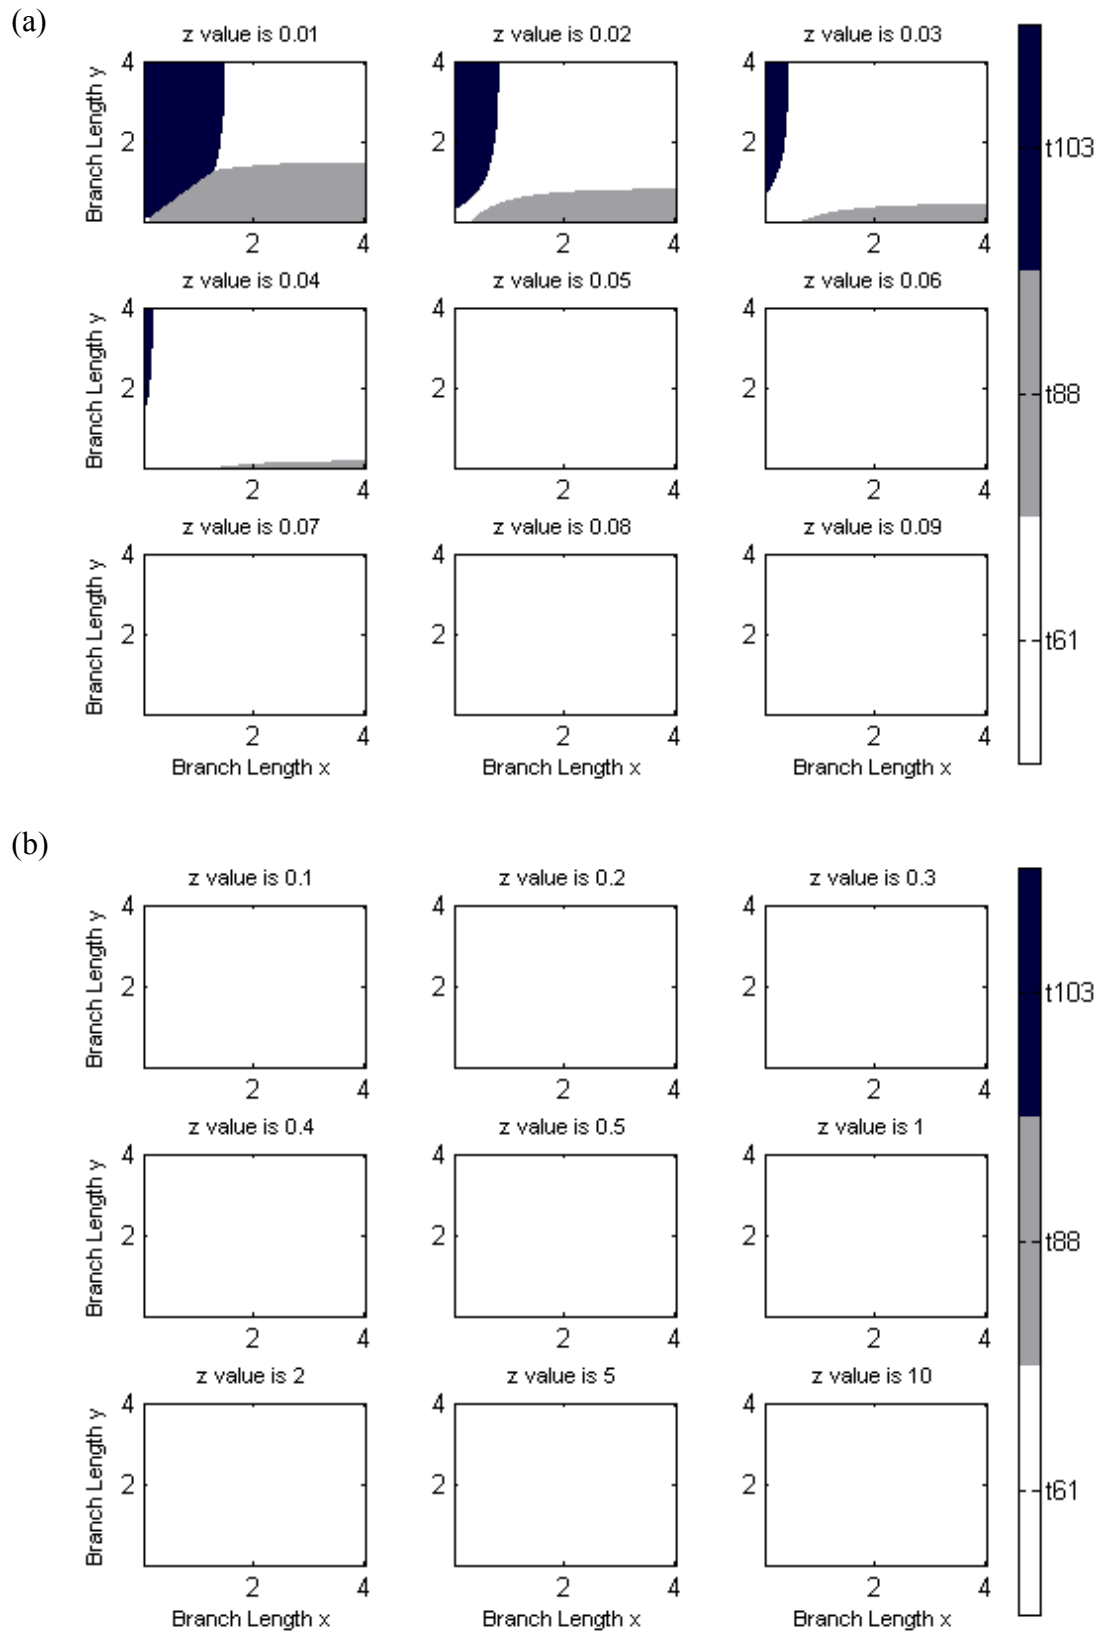 (a)
z value is 0.01
z value is 0.02
z value is 0.03
Branch Length y
4
2
2
4
4
2
2
4
4
2
2
4
z value is 0.04
z value is 0.05
z value is 0.06
Branch Length y
4
2
2
4
4
2
2
4
4
2
2
4
z value is 0.07
z value is 0.08
z value is 0.09
Branch Length y
4
2
2
4
4
2
2
4
4
2
2
4
Branch Length x
Branch Length x
Branch Length x
t103
t88
t61
(b)
z value is 0.1
z value is 0.2
z value is 0.3
Branch Length y
4
2
2
4
4
2
2
4
4
2
2
4
z value is 0.4
z value is 0.5
z value is 1
Branch Length y
4
2
2
4
4
2
2
4
4
2
2
4
z value is 2
z value is 5
z value is 10
Branch Length y
4
2
2
4
4
2
2
4
4
2
2
4
Branch Length x
Branch Length x
Branch Length x
t103
t88
t61